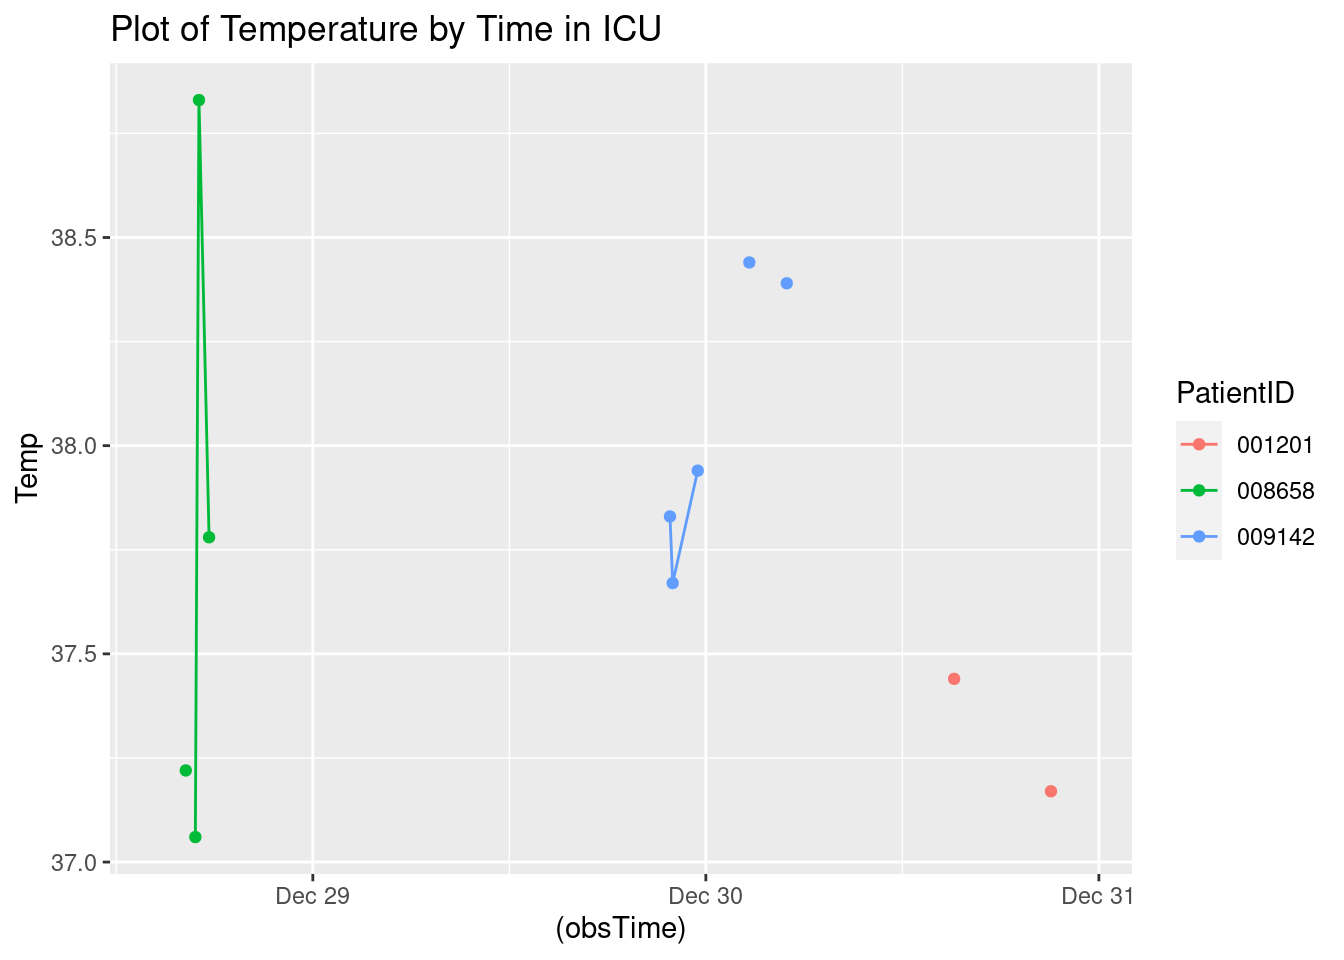 Plot of Temperature by Time in ICU
Temp
38.5
38.0
37.5
37.0
Dec 29
Dec 30
Dec 31
(obsTime)
PatientID
001201
008658
009142